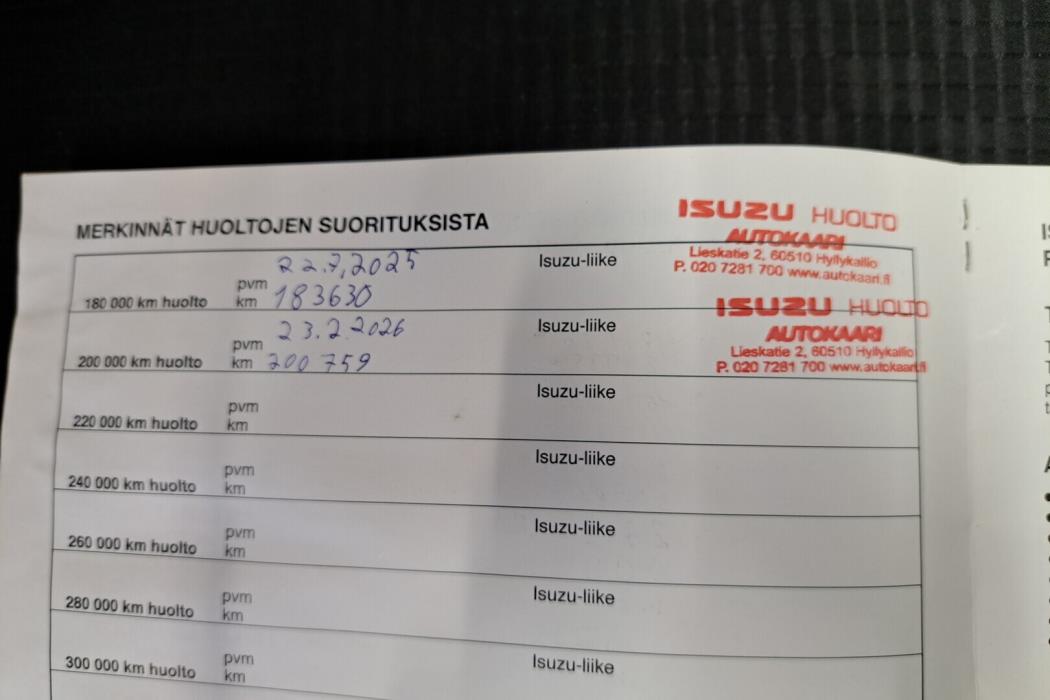 MERKINNÄT HUOLTOJEN SUORITUKSISTA
ISUZU HUOLTO
AUTOKAARI
Lieskatie 2, 60510 Hyllykallio
P. 020 7281 700 www.autokaari.fi
180 000 km huolto
pvm 22.7.2025
km 183630
Isuzu-liike
ISUZU HUOLTO
AUTOKAARI
Lieskatie 2, 60510 Hyllykallio
P. 020 7281 700 www.autokaari.fi
200 000 km huolto
pvm 23.2.2026
km 200 759
Isuzu-liike
220 000 km huolto
pvm
km
Isuzu-liike
240 000 km huolto
pvm
km
Isuzu-liike
260 000 km huolto
pvm
km
Isuzu-liike
280 000 km huolto
pvm
km
Isuzu-liike
300 000 km huolto
pvm
km
Isuzu-liike